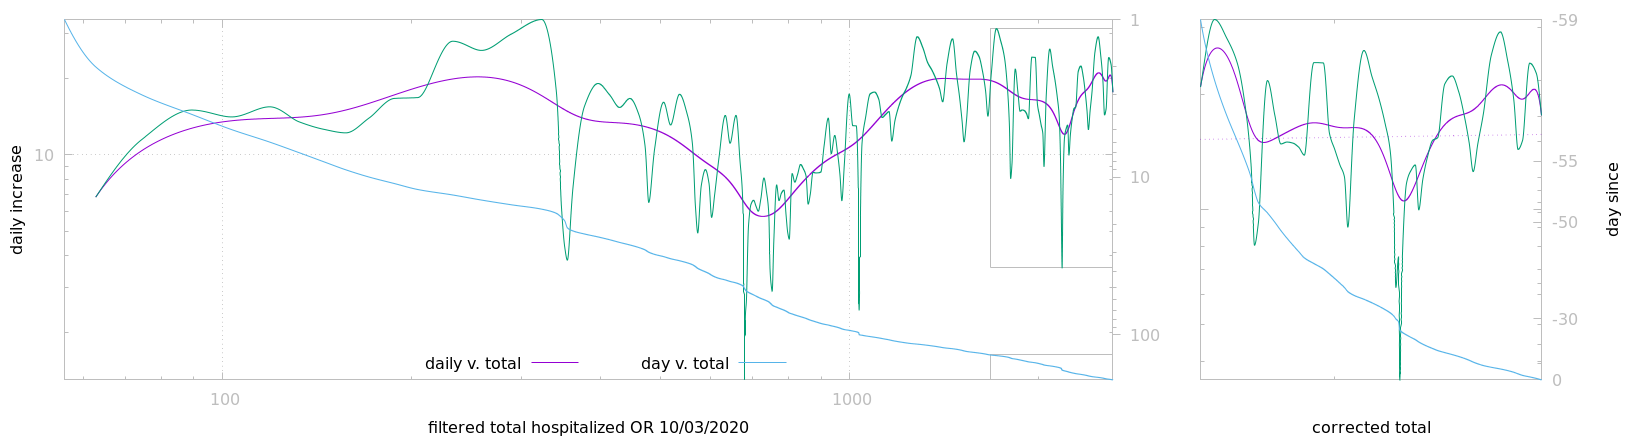 daily increase
10
daily v. total
day v. total
100
1000
1
10
100
filtered total hospitalized OR 10/03/2020
-59
-55
-50
-30
0
day since
corrected total